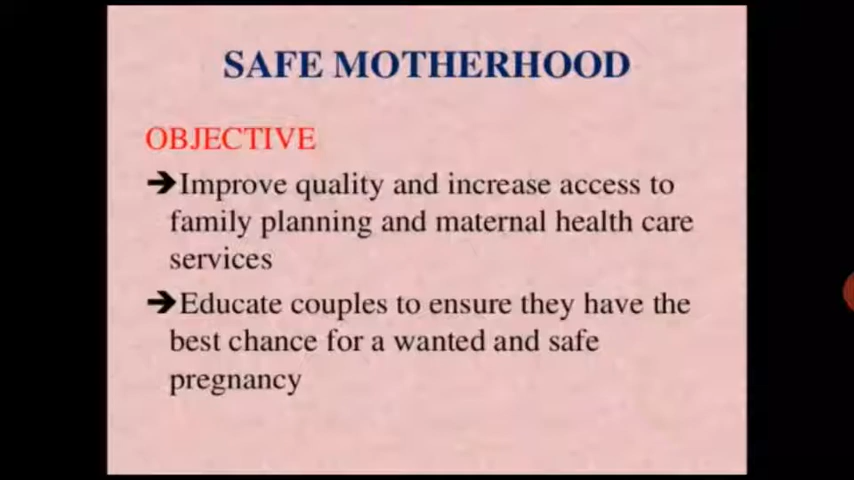 SAFE MOTHERHOOD
OBJECTIVE
➔Improve quality and increase access to
family planning and maternal health care
services
➔Educate couples to ensure they have the
best chance for a wanted and safe
pregnancy